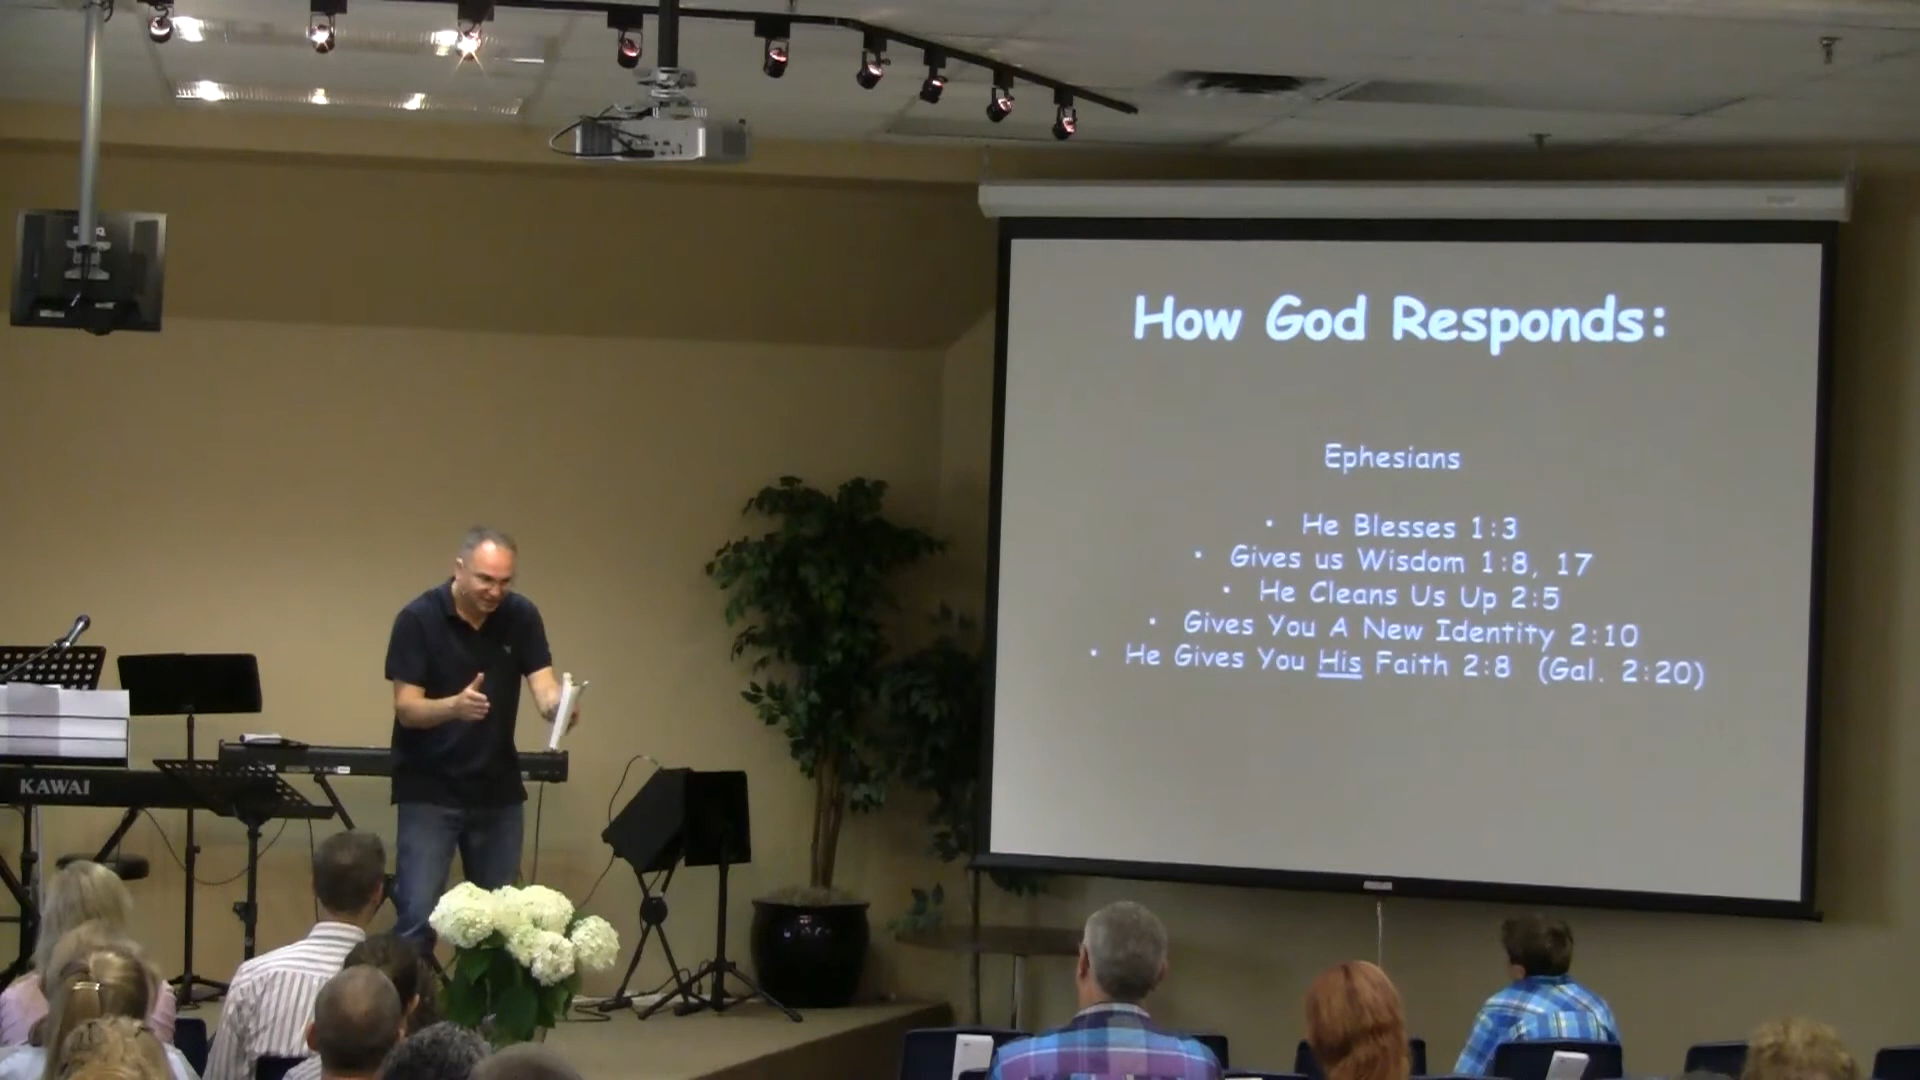 How God Responds:
Ephesians
• He Blesses 1:3
• Gives us Wisdom 1:8, 17
• He Cleans Us Up 2:5
• Gives You A New Identity 2:10
• He Gives You His Faith 2:8 (Gal. 2:20)
KAWAI